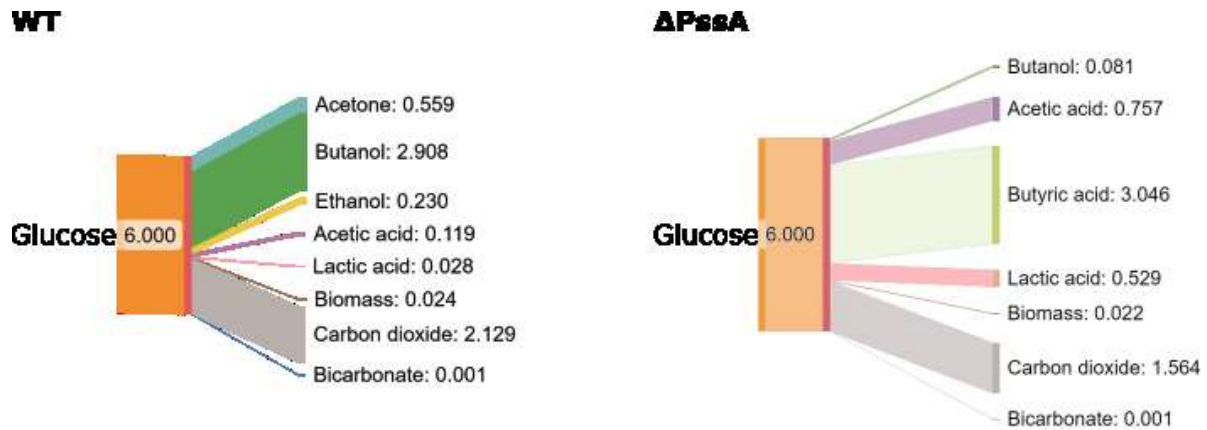 WT
Glucose 6.000
Acetone: 0.559
Butanol: 2.908
Ethanol: 0.230
Acetic acid: 0.119
Lactic acid: 0.028
Biomass: 0.024
Carbon dioxide: 2.129
Bicarbonate: 0.001
ΔPssA
Glucose 6.000
Butanol: 0.081
Acetic acid: 0.757
Butyric acid: 3.046
Lactic acid: 0.529
Biomass: 0.022
Carbon dioxide: 1.564
Bicarbonate: 0.001